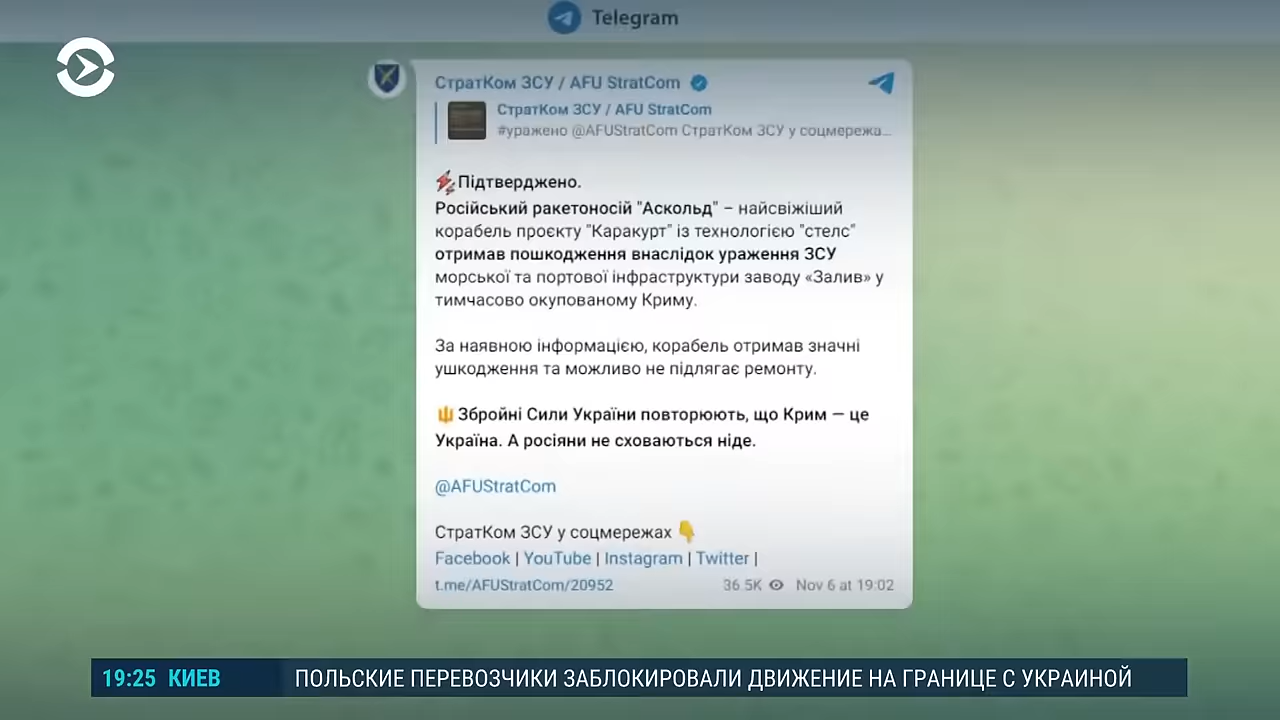 Telegram
СтратКом ЗСУ / AFU StratCom
СтратКом ЗСУ / AFU StratCom
#уражено @AFUStratCom СтратКом ЗСУ у соцмережа...
Підтверджено.
Російський ракетоносій "Аскольд" – найсвіжіший
корабель проєкту "Каракурт" із технологією "стелс"
отримав пошкодження внаслідок ураження ЗСУ
морської та портової інфраструктури заводу «Залив» у
тимчасово окупованому Криму.
За наявною інформацією, корабель отримав значні
ушкодження та можливо не підлягає ремонту.
Збройні Сили України повторюють, що Крим — це
Україна. А росіяни не сховаються ніде.
@AFUStratCom
СтратКом ЗСУ у соцмережах
Facebook | YouTube | Instagram | Twitter |
t.me/AFUStratCom/20952 36.5K Nov 6 at 19:02
19:25 КИЕВ ПОЛЬСКИЕ ПЕРЕВОЗЧИКИ ЗАБЛОКИРОВАЛИ ДВИЖЕНИЕ НА ГРАНИЦЕ С УКРАИНОЙ